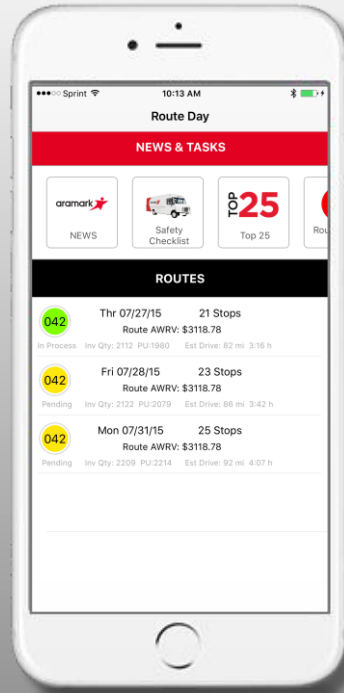 Sprint 10:13 AM
Route Day
NEWS & TASKS
aramark
NEWS
Safety
Checklist
TOP 25
Top 25
Rou
ROUTES
042 Thr 07/27/15 21 Stops
Route AWRV: $3118.78
In Process Inv Qty: 2112 PU:1980 Est Drive: 82 mi 3:16 h
042 Fri 07/28/15 23 Stops
Route AWRV: $3118.78
Pending Inv Qty: 2122 PU:2079 Est Drive: 86 mi 3:42 h
042 Mon 07/31/15 25 Stops
Route AWRV: $3118.78
Pending Inv Qty: 2209 PU:2214 Est Drive: 92 mi 4:07 h